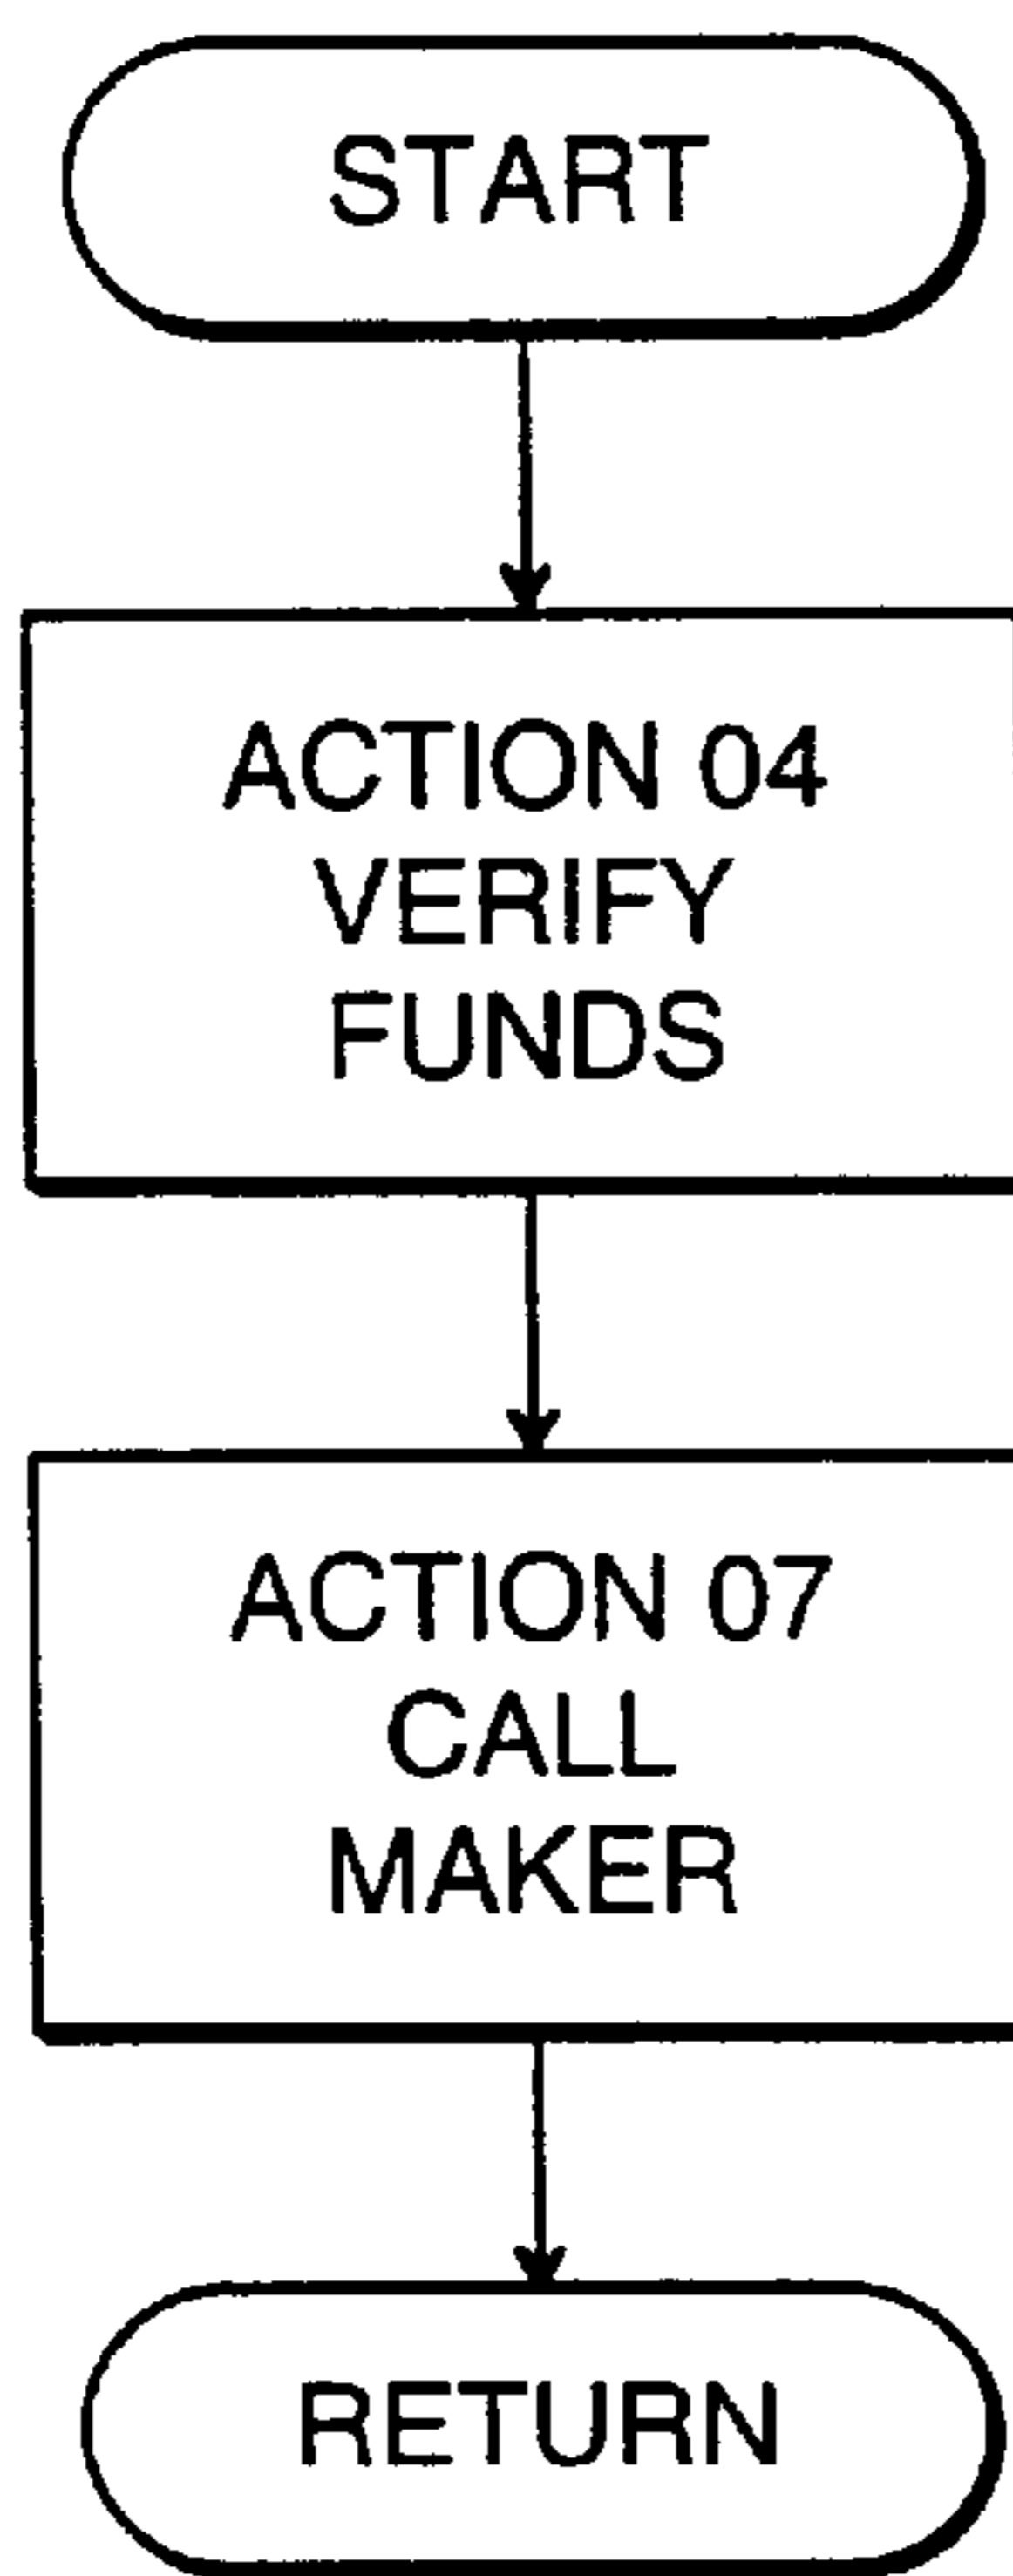 START
ACTION 04
VERIFY
FUNDS
ACTION 07
CALL
MAKER
RETURN